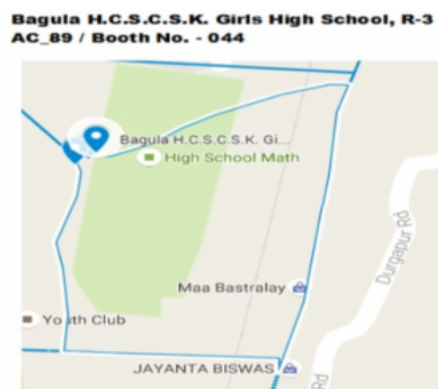 Bagula H.C.S.C.S.K. Girls High School, R-3
AC_89 / Booth No. - 044
Bagula H.C.S.C.S.K. Gi...
High School Math
Durgapur Rd
Maa Bastralay
Youth Club
JAYANTA BISWAS
Rd